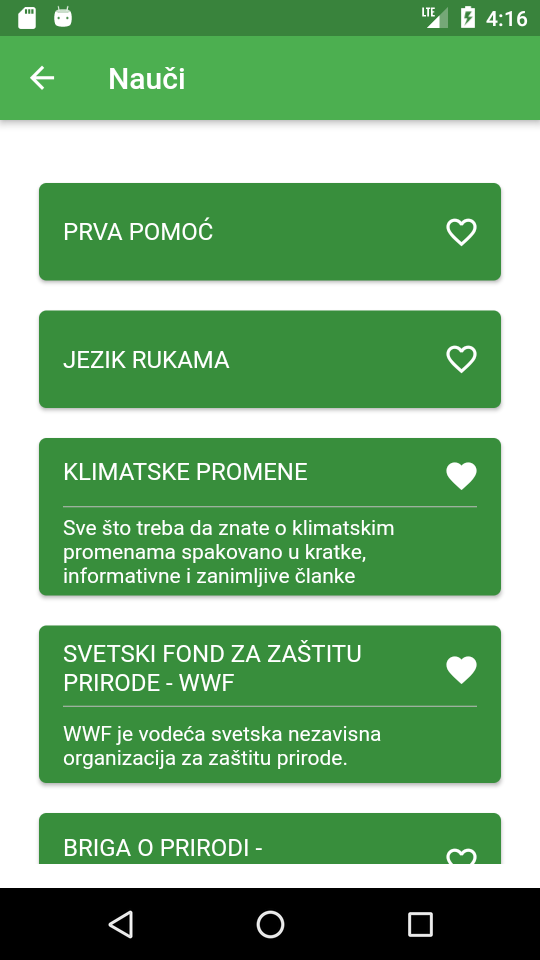 LTE 4:16
Nauči
PRVA POMOĆ
JEZIK RUKAMA
KLIMATSKE PROMENE
Sve što treba da znate o klimatskim
promenama spakovano u kratke,
informativne i zanimljive članke
SVETSKI FOND ZA ZAŠTITU
PRIRODE - WWF
WWF je vodeća svetska nezavisna
organizacija za zaštitu prirode.
BRIGA O PRIRODI -